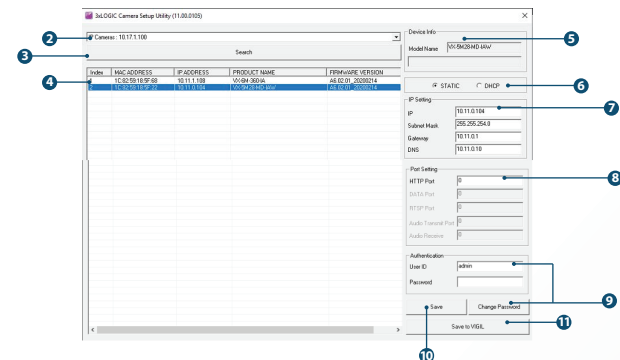 3xLOGIC Camera Setup Utility (11.00.0105)
IP Cameras : 10.17.1.100
Search
Index MAC ADDRESS IP ADDRESS PRODUCT NAME FIRMWARE VERSION
1 1C:82:59:18:5F:68 10.11.1.108 VX-6M-360-IA A6.02.01_20200214
2 1C:82:59:18:5F:22 10.11.0.104 VX-5M28-MD-IAW A6.02.01_20200214
Device Info
Model Name VX-5M28-MD-IAW
STATIC DHCP
IP Setting
IP 10.11.0.104
Subnet Mask 255.255.254.0
Gateway 10.11.0.1
DNS 10.11.0.10
Port Setting
HTTP Port 0
DATA Port 0
RTSP Port 0
Audio Transmit Port 0
Audio Receive 0
Authentication
User ID admin
Password
Save Change Password
Save to VIGIL
2
3
4
5
6
7
8
9
10
11